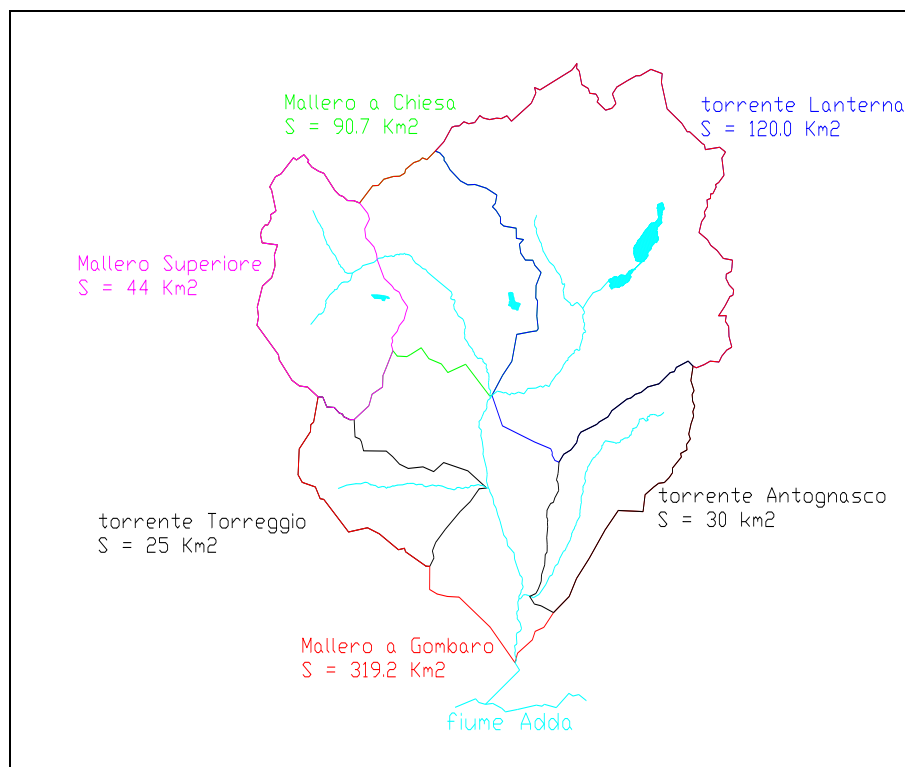 Mallero a Chiesa
S = 90.7 Km2
torrente Lanterna
S = 120.0 Km2
Mallero Superiore
S = 44 Km2
torrente Antognasco
S = 30 km2
torrente Torreggio
S = 25 Km2
Mallero a Gombaro
S = 319.2 Km2
fiume Adda